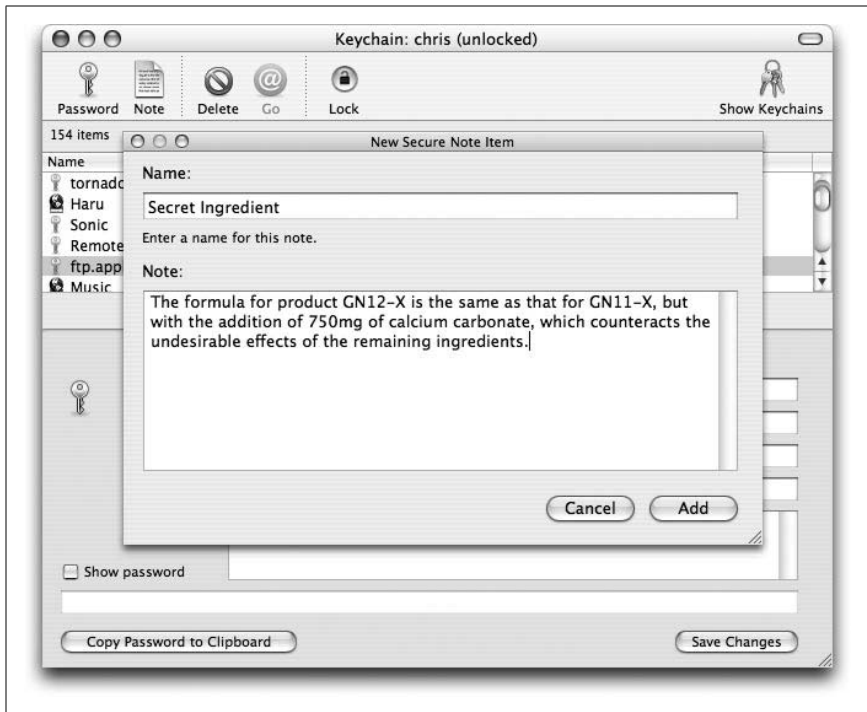 Keychain: chris (unlocked)
Password Note Delete @ Go Lock Show Keychains
154 items
New Secure Note Item
Name
Name:
tornado
Haru
Secret Ingredient
Sonic
Remote
Enter a name for this note.
ftp.app
Note:
Music
The formula for product GN12-X is the same as that for GN11-X, but
with the addition of 750mg of calcium carbonate, which counteracts the
undesirable effects of the remaining ingredients.
Cancel Add
Show password
Copy Password to Clipboard Save Changes